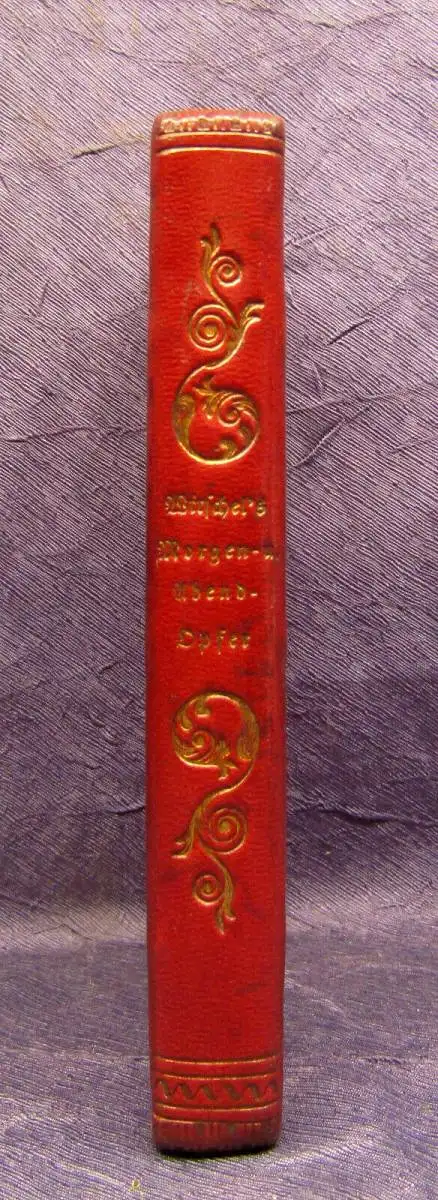 Witschel's
Morgen- u.
Abend-
Opfer